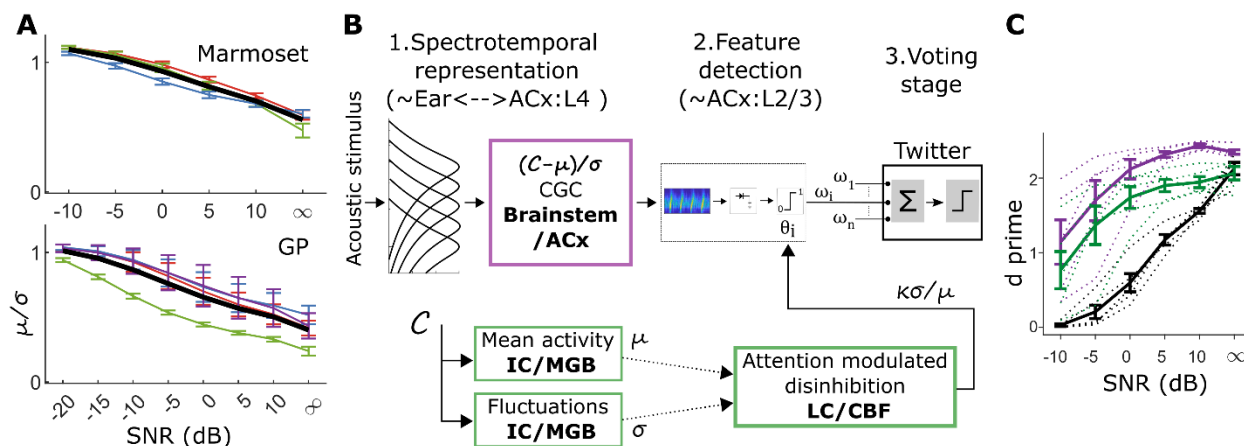 A
Marmoset
1
0
-10
-5
0
5
10
∞
GP
1
0
μ/σ
-20
-15
-10
-5
0
5
10
∞
SNR (dB)
B
1.Spectrotemporal
representation
(~Ear<-->ACx:L4 )
2.Feature
detection
(~ACx:L2/3)
3.Voting
stage
Acoustic stimulus
(C-μ)/σ
CGC
Brainstem
/ACx
1
0
θi
ωi
Twitter
ω1
ωn
Σ
κσ/μ
C
Mean activity
IC/MGB
μ
Fluctuations
IC/MGB
σ
Attention modulated
disinhibition
LC/CBF
C
d prime
2
1
0
-10
-5
0
5
10
∞
SNR (dB)